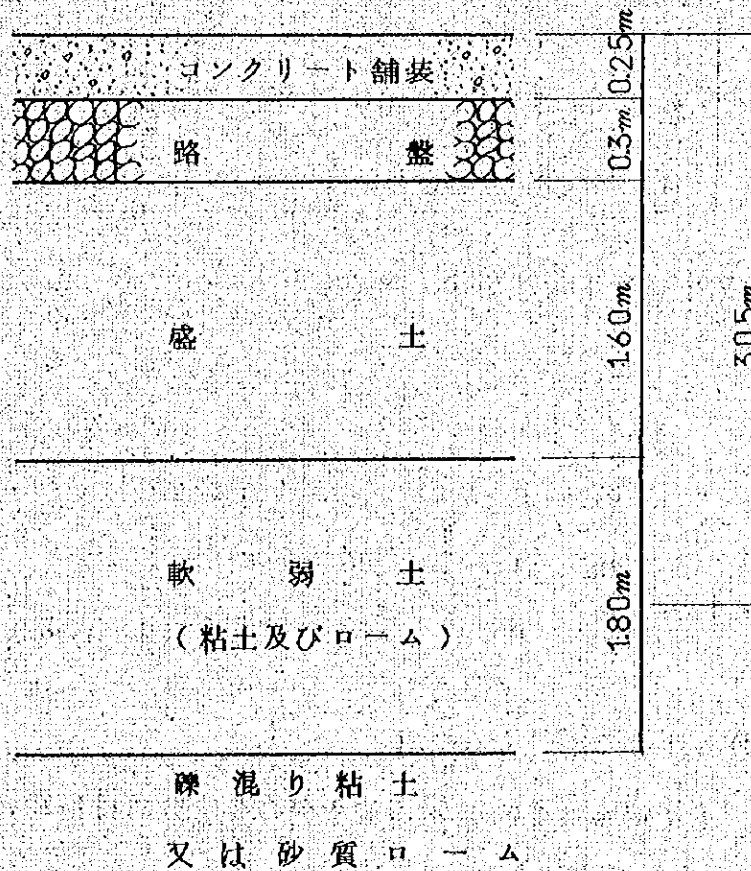 コンクリート舗装
0.25m
路盤
0.3m
盛土
1.60m
3.05m
軟弱土
(粘土及びローム)
1.80m
礫混り粘土
又は砂質ローム